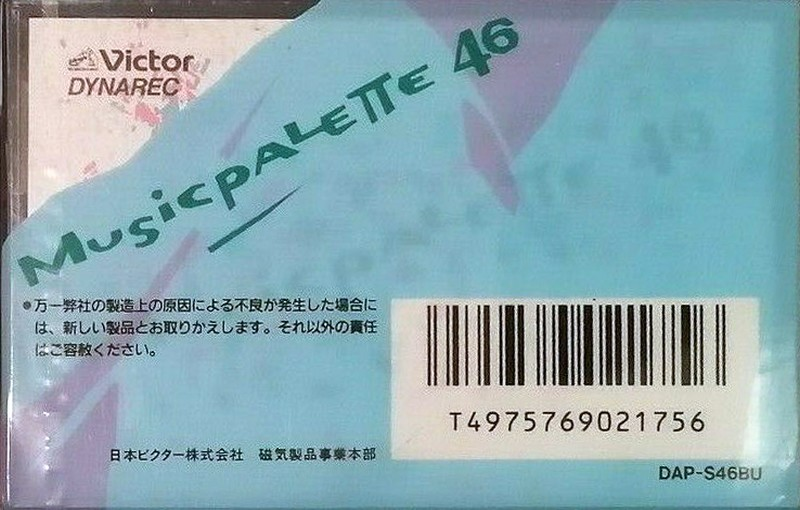 Victor
DYNAREC
MusicpaLeTTe 46
●万一弊社の製造上の原因による不良が発生した場合に
は、新しい製品とお取りかえします。それ以外の責任
はご容赦ください。
日本ビクター株式会社 磁気製品事業本部
T4975769021756
DAP-S46BU